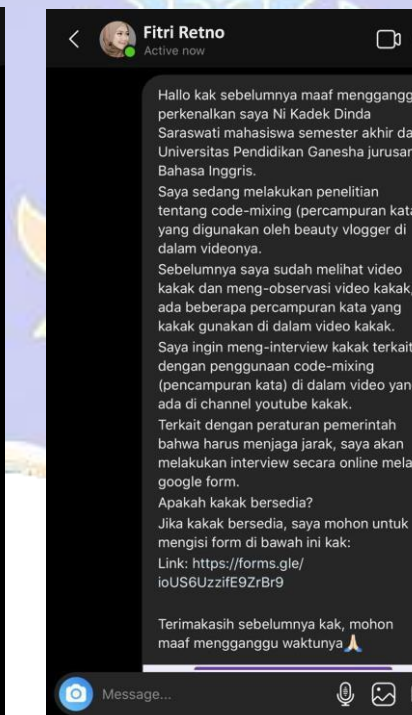 Fitri Retno
Active now
Hallo kak sebelumnya maaf menggangg
perkenalkan saya Ni Kadek Dinda
Saraswati mahasiswa semester akhir da
Universitas Pendidikan Ganesha jurusan
Bahasa Inggris.
Saya sedang melakukan penelitian
tentang code-mixing (percampuran kata
yang digunakan oleh beauty vlogger di
dalam videonya.
Sebelumnya saya sudah melihat video
kakak dan meng-observasi video kakak,
ada beberapa percampuran kata yang
kakak gunakan di dalam video kakak.
Saya ingin meng-interview kakak terkait
dengan penggunaan code-mixing
(pencampuran kata) di dalam video yan
ada di channel youtube kakak.
Terkait dengan peraturan pemerintah
bahwa harus menjaga jarak, saya akan
melakukan interview secara online mela
google form.
Apakah kakak bersedia?
Jika kakak bersedia, saya mohon untuk
mengisi form di bawah ini kak:
Link: https://forms.gle/
ioUS6UzzifE9ZrBr9
Terimakasih sebelumnya kak, mohon
maaf mengganggu waktunya🙏🏻
Message...